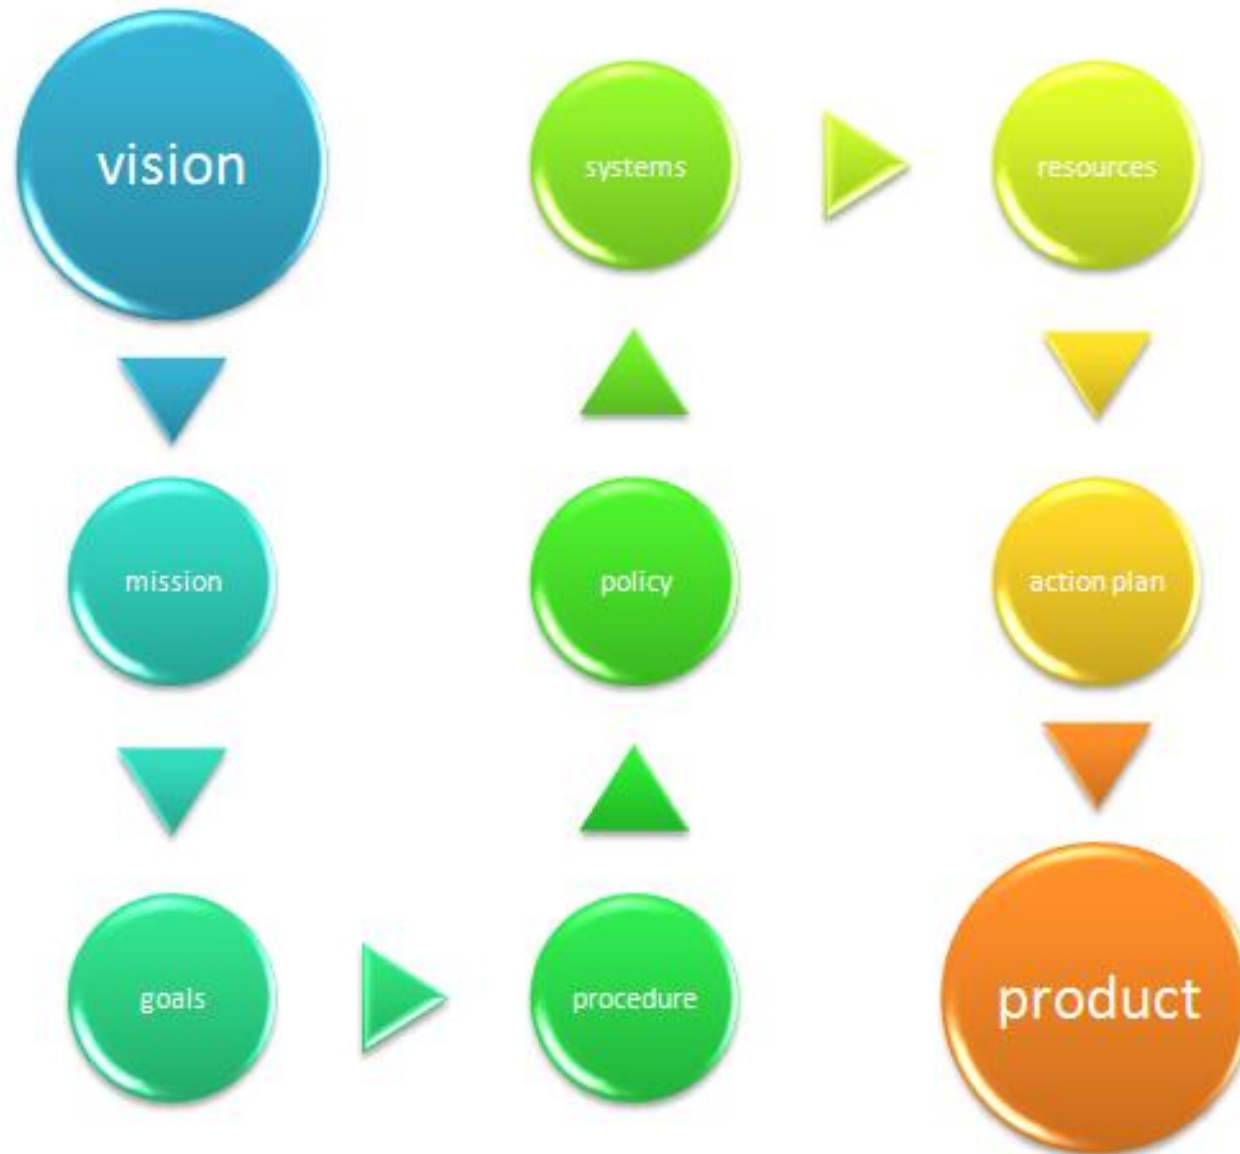 vision
mission
goals
procedure
policy
systems
resources
action plan
product